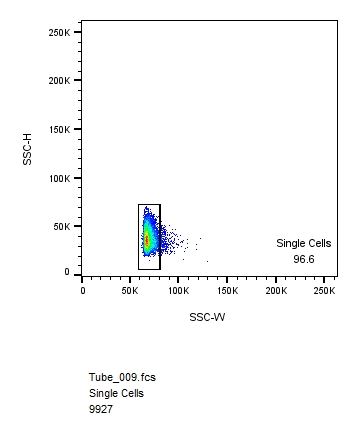 250K
200K
150K
100K
50K
0
SSC-H
Single Cells
96.6
0 50K 100K 150K 200K 250K
SSC-W
Tube_009.fcs
Single Cells
9927